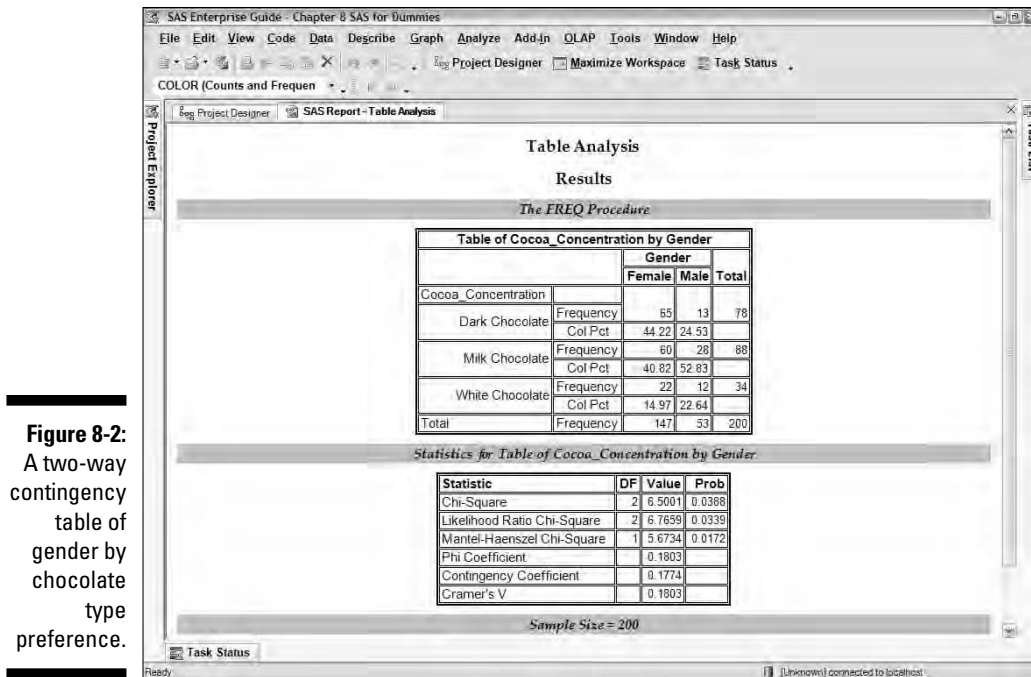 SAS Enterprise Guide - Chapter 8 SAS for Dummies
File Edit View Code Data Describe Graph Analyze Add-In OLAP Tools Window Help
Project Designer Maximize Workspace Task Status
COLOR (Counts and Frequen
Project Designer SAS Report - Table Analysis
Project Explorer
Table Analysis
Results
The FREQ Procedure
Table of Cocoa_Concentration by Gender
Gender
Female Male Total
Cocoa_Concentration
Dark Chocolate Frequency 65 13 78
Col Pct 44.22 24.53
Milk Chocolate Frequency 60 28 88
Col Pct 40.82 52.83
White Chocolate Frequency 22 12 34
Col Pct 14.97 22.64
Total Frequency 147 53 200
Statistics for Table of Cocoa_Concentration by Gender
Statistic DF Value Prob
Chi-Square 2 6.5001 0.0388
Likelihood Ratio Chi-Square 2 6.7659 0.0339
Mantel-Haenszel Chi-Square 1 5.6734 0.0172
Phi Coefficient 0.1803
Contingency Coefficient 0.1774
Cramer's V 0.1803
Sample Size = 200
Task Status
Ready
[Unknown] connected to localhost
Figure 8-2:
A two-way
contingency
table of
gender by
chocolate
type
preference.